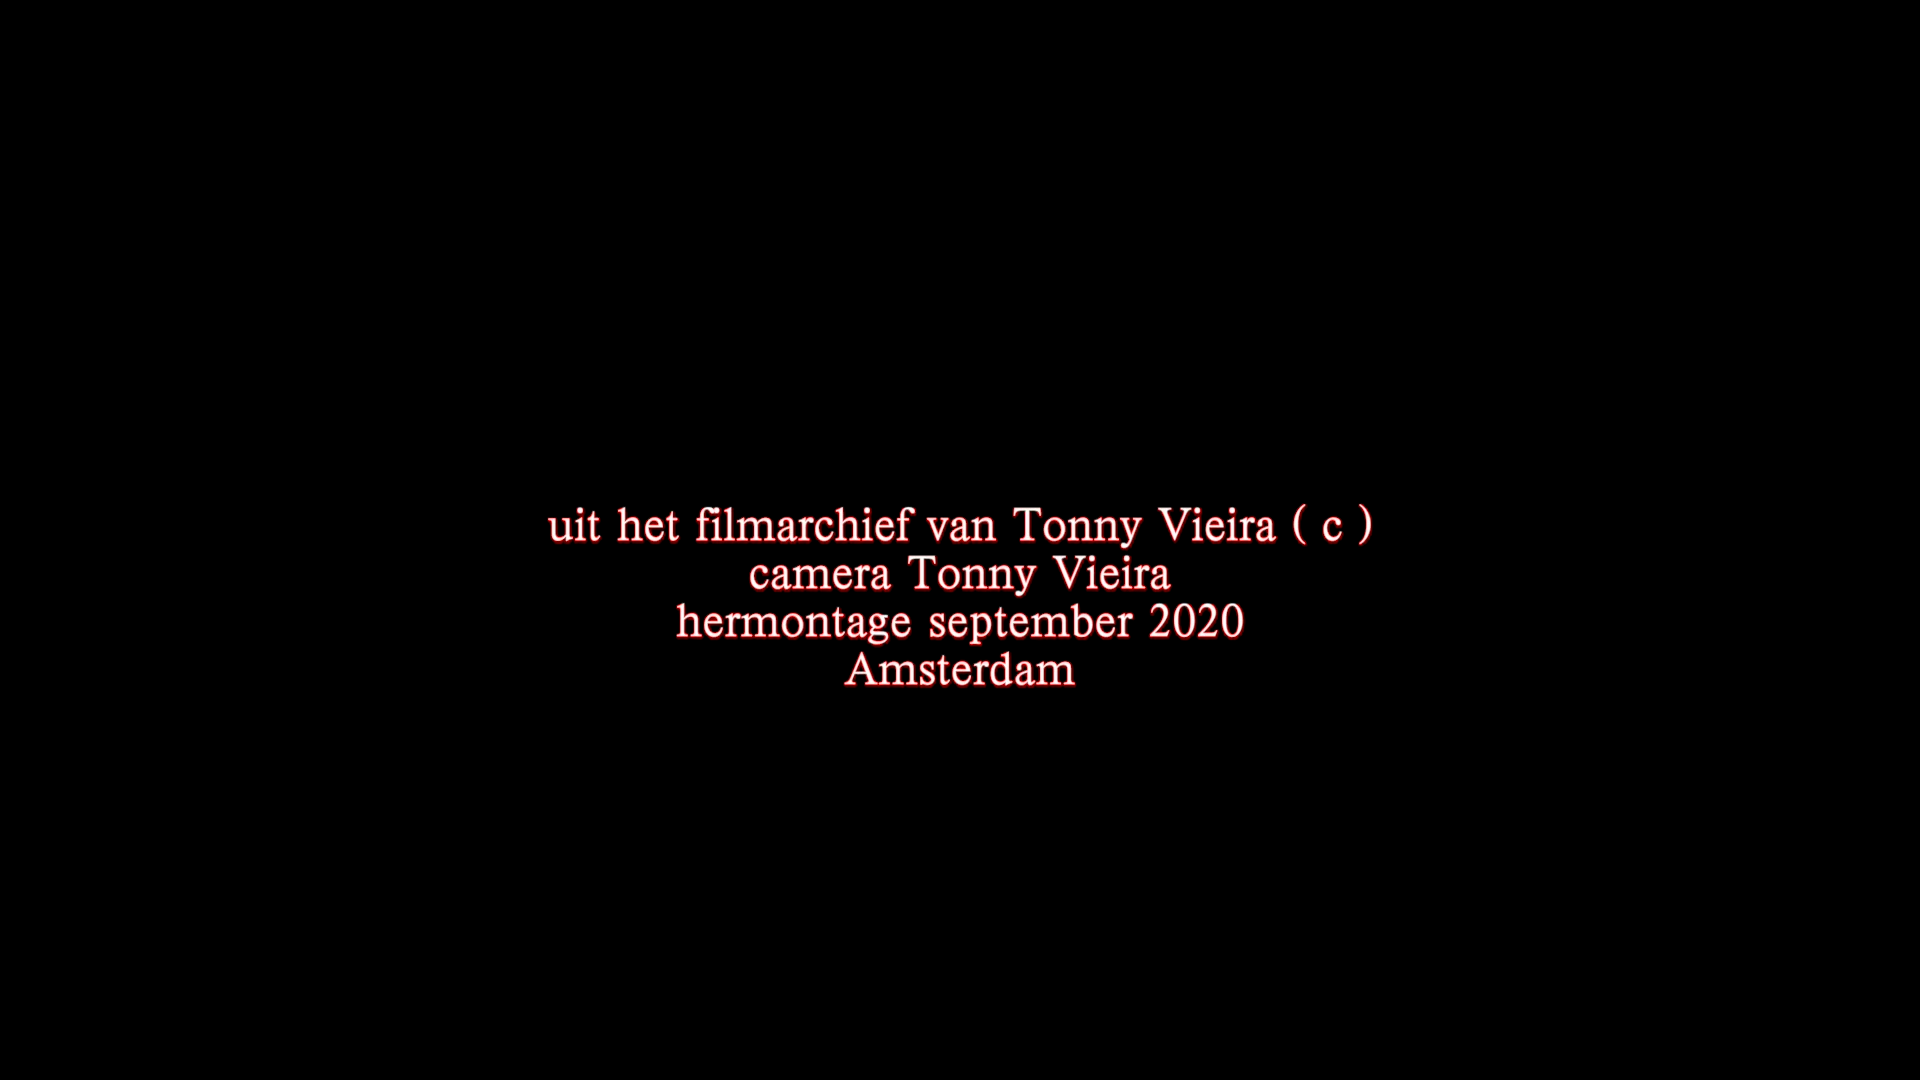 uit het filmarchief van Tonny Vieira ( c )
camera Tonny Vieira
hermontage september 2020
Amsterdam